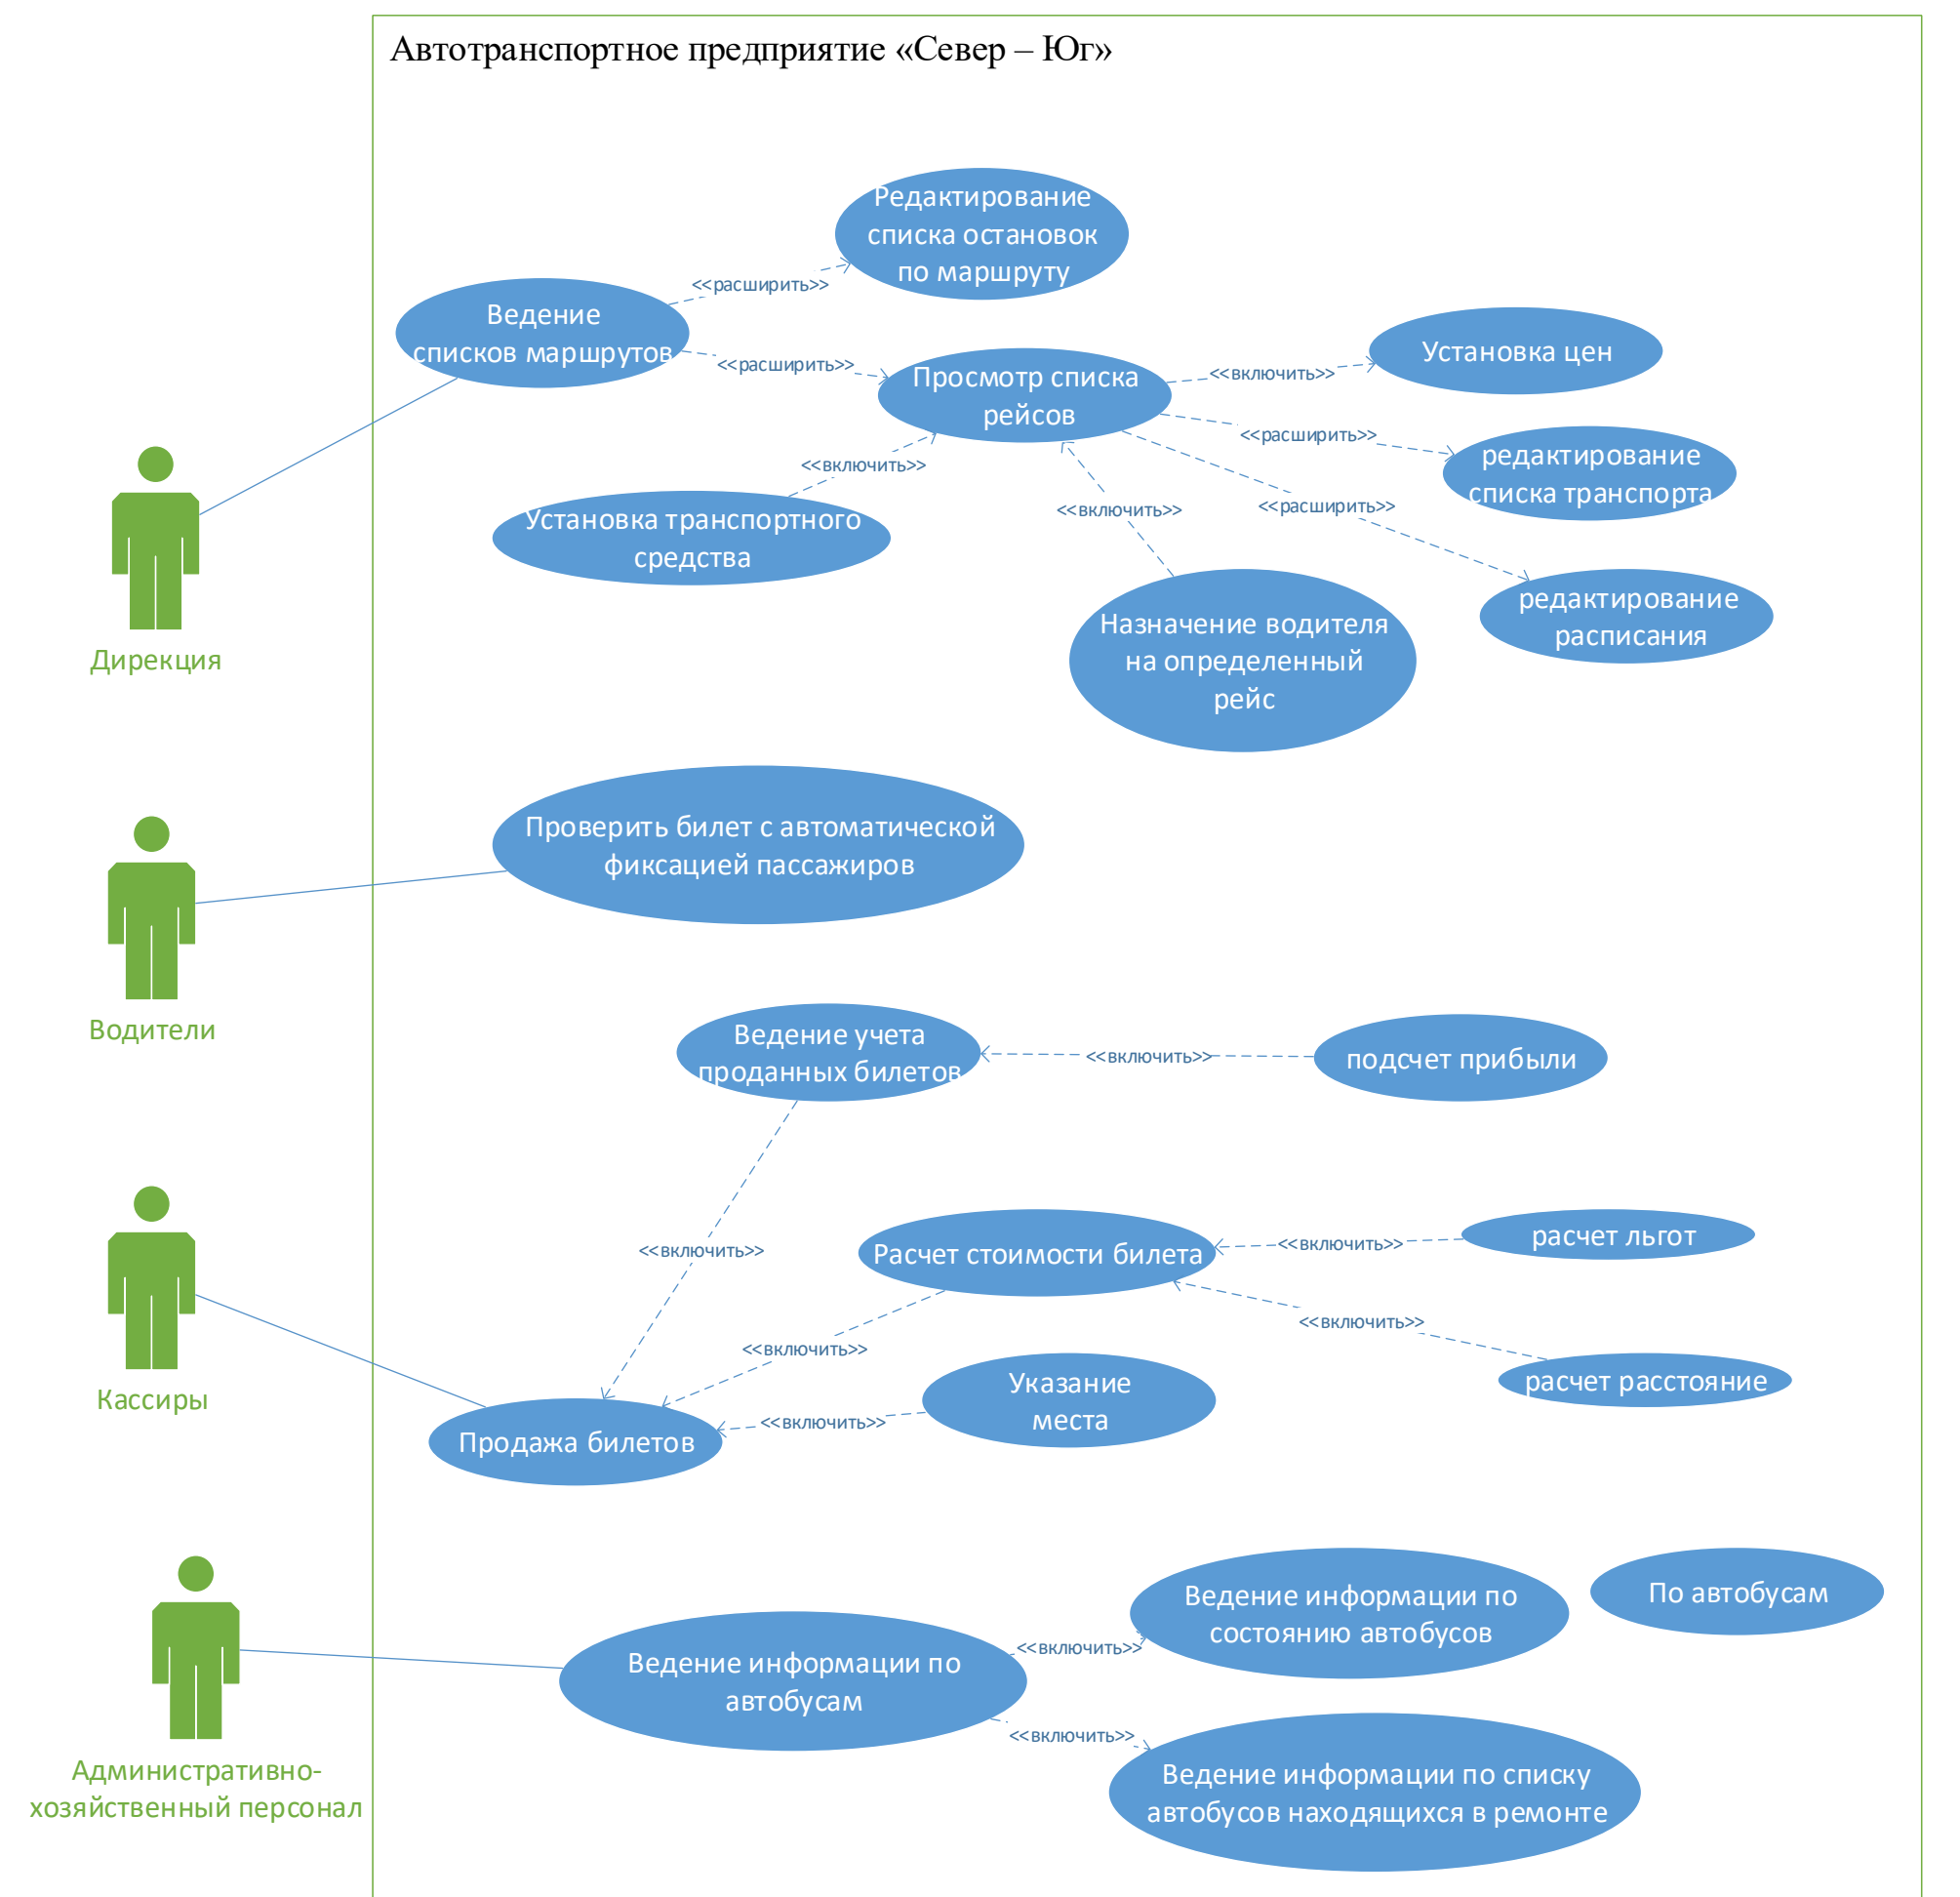 Автотранспортное предприятие «Север – Юг»
Редактирование
списка остановок
по маршруту
<<расширить>>
Ведение
списков маршрутов
<<расширить>>
Просмотр списка
рейсов
<<включить>>
Установка цен
<<расширить>>
редактирование
списка транспорта
<<включить>>
<<включить>>
<<расширить>>
Установка транспортного
средства
Назначение водителя
на определенный
рейс
редактирование
расписания
Дирекция
Проверить билет с автоматической
фиксацией пассажиров
Водители
Ведение учета
проданных билетов
<<включить>>
подсчет прибыли
<<включить>>
Расчет стоимости билета
<<включить>>
расчет льгот
<<включить>>
<<включить>>
расчет расстояние
Указание
места
Кассиры
Продажа билетов
<<включить>>
Ведение информации по
состоянию автобусов
По автобусам
<<включить>>
Ведение информации по
автобусам
<<включить>>
Ведение информации по списку
автобусов находящихся в ремонте
Административно-
хозяйственный персонал